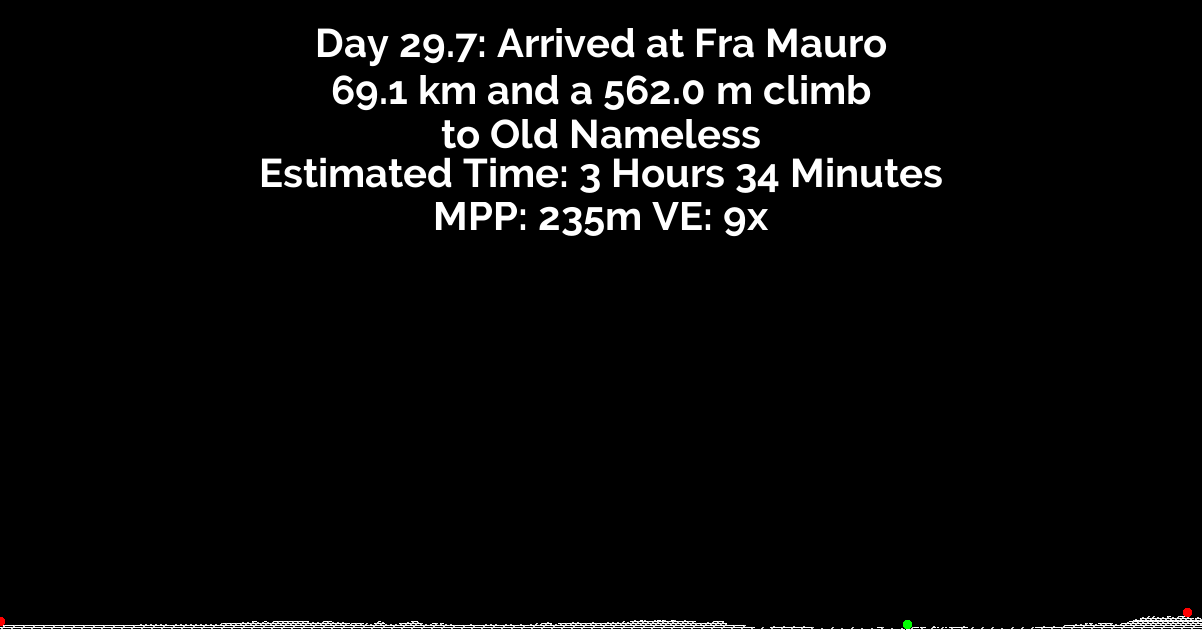 Day 29.7: Arrived at Fra Mauro
69.1 km and a 562.0 m climb
to Old Nameless
Estimated Time: 3 Hours 34 Minutes
MPP: 235m VE: 9x